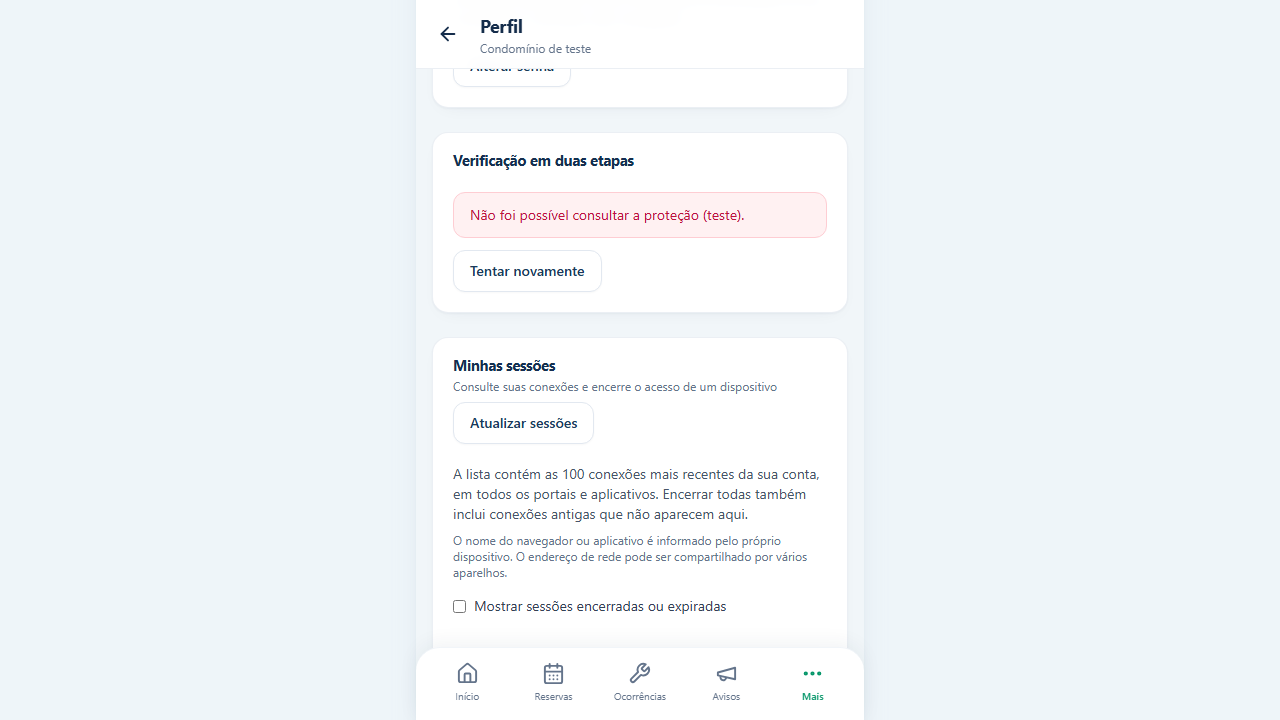 Perfil
Condomínio de teste
Alterar senha
Verificação em duas etapas
Não foi possível consultar a proteção (teste).
Tentar novamente
Minhas sessões
Consulte suas conexões e encerre o acesso de um dispositivo
Atualizar sessões
A lista contém as 100 conexões mais recentes da sua conta,
em todos os portais e aplicativos. Encerrar todas também
inclui conexões antigas que não aparecem aqui.
O nome do navegador ou aplicativo é informado pelo próprio
dispositivo. O endereço de rede pode ser compartilhado por vários
aparelhos.
Mostrar sessões encerradas ou expiradas
Início
Reservas
Ocorrências
Avisos
Mais